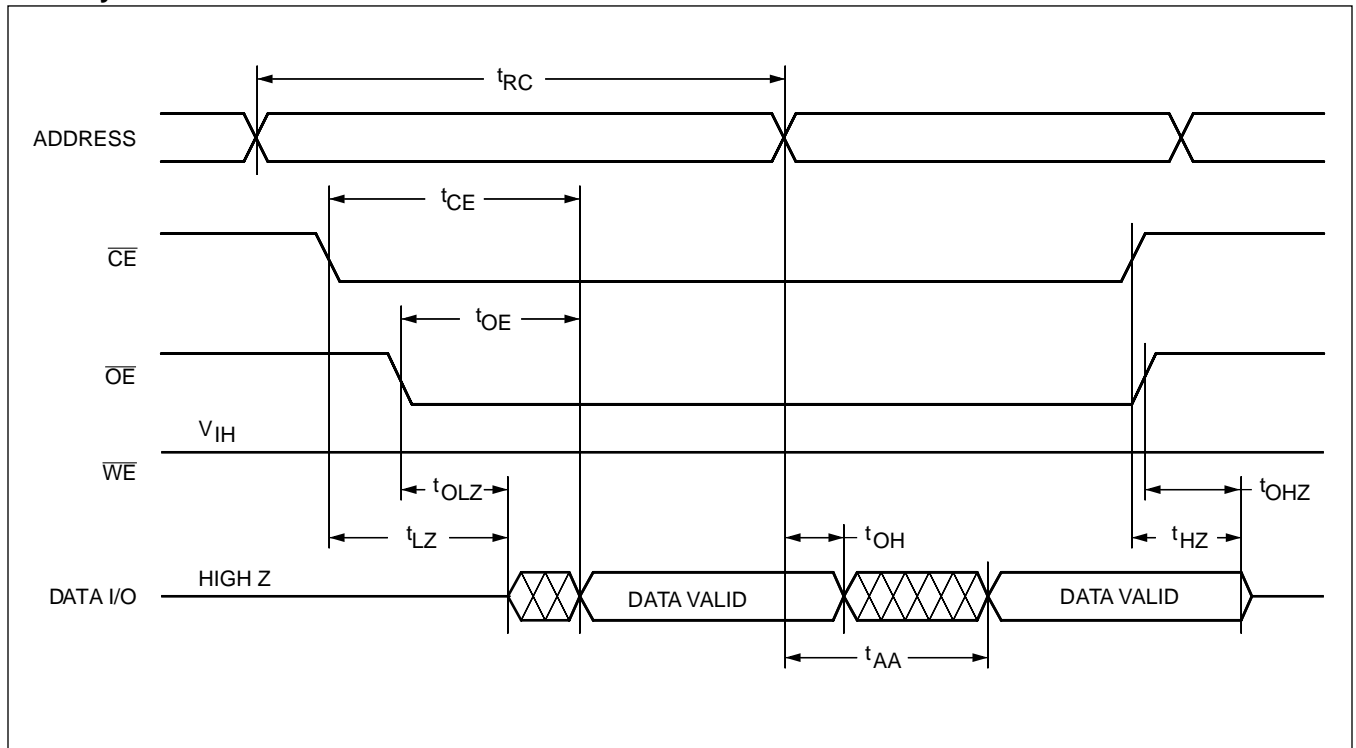 tRC
ADDRESS
tCE
CE
tOE
OE
VIH
WE
tOLZ
tOHZ
tLZ
tOH
tHZ
HIGH Z
DATA I/O
DATA VALID
DATA VALID
tAA